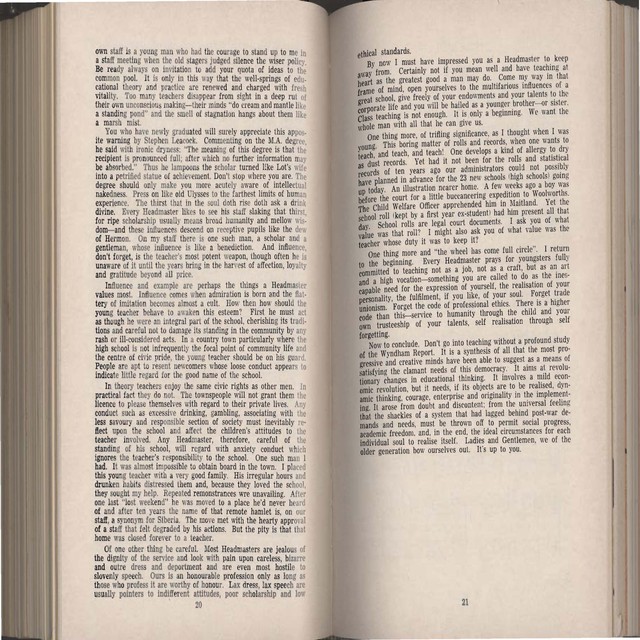 own staff is a young man who had the courage to stand up to me in
a staff meeting when the old stagers judged silence the wiser policy.
Be ready always on invitation to add your quota of ideas to the
common pool. It is only in this way that the well-springs of edu-
cational theory and practice are renewed and charged with fresh
vitality. Too many teachers disappear from sight in a deep rut of
their own unconscious making—their minds "do cream and mantle like
a standing pond" and the smell of stagnation hangs about them like
a marsh mist.
You who have newly graduated will surely appreciate this appos-
ite warning by Stephen Leacock. Commenting on the M.A. degree,
he said with ironic dryness: "The meaning of this degree is that the
recipient is pronounced full; after which no further information may
be absorbed." Thus he lampoons the scholar turned like Lot's wife
into a petrified statue of achievement. Don't stop where you are. The
degree should only make you more acutely aware of intellectual
nakedness. Press on like old Ulysses to the farthest limits of human
experience. The thirst that in the soul doth rise doth ask a drink
divine. Every Headmaster likes to see his staff slaking that thirst,
for ripe scholarship usually means broad humanity and mellow wis-
dom—and these influences descend on receptive pupils like the dew
of Hermon. On my staff there is one such man, a scholar and a
gentleman, whose influence is like a benediction. And influence,
don't forget, is the teacher's most potent weapon, though often he is
unaware of it until the years bring in the harvest of affection, loyalty
and gratitude beyond all price.
Influence and example are perhaps the things a Headmaster
values most. Influence comes when admiration is born and the flat-
tery of imitation becomes almost a cult. How then how should the
young teacher behave to awaken this esteem? First he must act
as though he were an integral part of the school, cherishing its tradi-
tions and careful not to damage its standing in the community by any
rash or ill-considered acts. In a country town particularly where the
high school is not infrequently the focal point of community life and
the centre of civic pride, the young teacher should be on his guard.
People are apt to resent newcomers whose loose conduct appears to
indicate little regard for the good name of the school.
In theory teachers enjoy the same civic rights as other men. In
practical fact they do not. The townspeople will not grant them the
licence to please themselves with regard to their private lives. Any
conduct such as excessive drinking, gambling, associating with the
less savoury and responsible section of society must inevitably re-
flect upon the school and affect the children's attitudes to the
teacher involved. Any Headmaster, therefore, careful of the
standing of his school, will regard with anxiety conduct which
ignores the teacher's responsibility to the school. One such man I
had. It was almost impossible to obtain board in the town. I placed
this young teacher with a very good family. His irregular hours and
drunken habits distressed them and, because they loved the school,
they sought my help. Repeated remonstrances wre unavailing. After
one last "lost weekend" he was moved to a place he'd never heard
of and after ten years the name of that remote hamlet is, on our
staff, a synonym for Siberia. The move met with the hearty approval
of a staff that felt degraded by his actions. But the pity is that that
home was closed forever to a teacher.
Of one other thing be careful. Most Headmasters are jealous of
the dignity of the service and look with pain upon careless, bizarre
and outre dress and department and are even most hostile to
slovenly speech. Ours is an honourable profession only as long as
those who profess it are worthy of honour. Lax dress, lax speech are
usually pointers to indifferent attitudes, poor scholarship and low
20
ethical standards.
By now I must have impressed you as a Headmaster to keep
away from. Certainly not if you mean well and have teaching at
heart as the greatest good a man may do. Come my way in that
frame of mind, open yourselves to the multifarious influences of a
great school, give freely of your endowments and your talents to the
corporate life and you will be hailed as a younger brother—or sister.
Class teaching is not enough. It is only a beginning. We want the
whole man with all that he can give us.
One thing more, of trifling significance, as I thought when I was
young. This boring matter of rolls and records, when one wants to
teach, and teach, and teach! One develops a kind of allergy to dry
as dust records. Yet had it not been for the rolls and statistical
records of ten years ago our administrators could not possibly
have planned in advance for the 23 new schools (high schools) going
up today. An illustration nearer home. A few weeks ago a boy was
before the court for a little buccaneering expedition to Woolworths.
The Child Welfare Officer apprehended him in Maitland. Yet the
school roll (kept by a first year ex-student) had him present all that
day. School rolls are legal court documents. I ask you of what
value was that roll? I might also ask you of what value was the
teacher whose duty it was to keep it?
One thing more and "the wheel has come full circle". I return
to the beginning. Every Headmaster prays for youngsters fully
committed to teaching not as a job, not as a craft, but as an art
and a high vocation—something you are called to do as the ines-
capable need for the expression of yourself, the realisation of your
personality, the fulfilment, if you like, of your soul. Forget trade
unionism. Forget the code of professional ethics. There is a higher
code than this—service to humanity through the child and your
own trusteeship of your talents, self realisation through self
forgetting.
Now to conclude. Don't go into teaching without a profound study
of the Wyndham Report. It is a synthesis of all that the most pro-
gressive and creative minds have been able to suggest as a means of
satisfying the clamant needs of this democracy. It aims at revolu-
tionary changes in educational thinking. It involves a mild econ-
omic revolution, but it needs, if its objects are to be realised, dyn-
amic thinking, courage, enterprise and originality in the implement-
ing. It arose from doubt and discontent; from the universal feeling
that the shackles of a system that had lagged behind post-war de-
mands and needs, must be thrown off to permit social progress,
academic freedom, and, in the end, the ideal circumstances for each
individual soul to realise itself. Ladies and Gentlemen, we of the
older generation bow ourselves out. It's up to you.
21